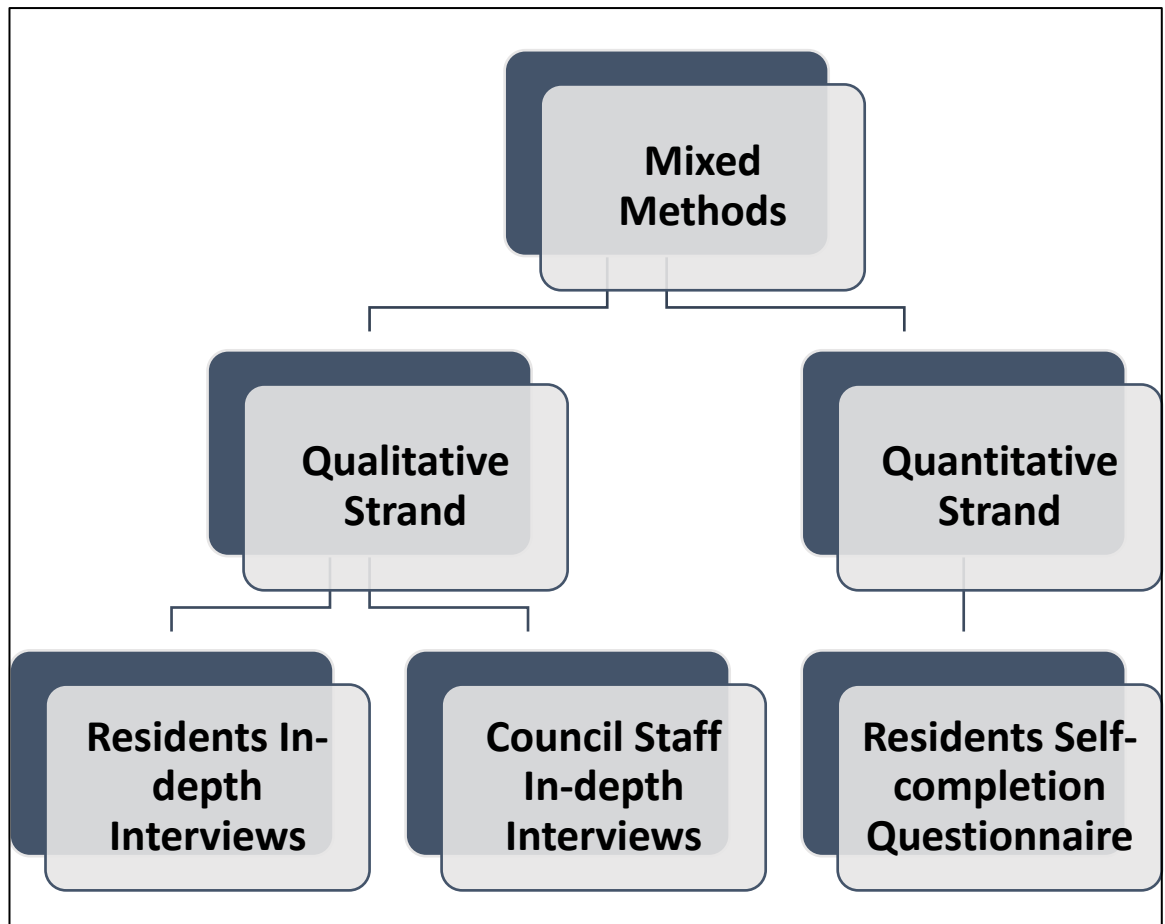 Mixed
Methods
Qualitative
Strand
Quantitative
Strand
Residents In-
depth
Interviews
Council Staff
In-depth
Interviews
Residents Self-
completion
Questionnaire